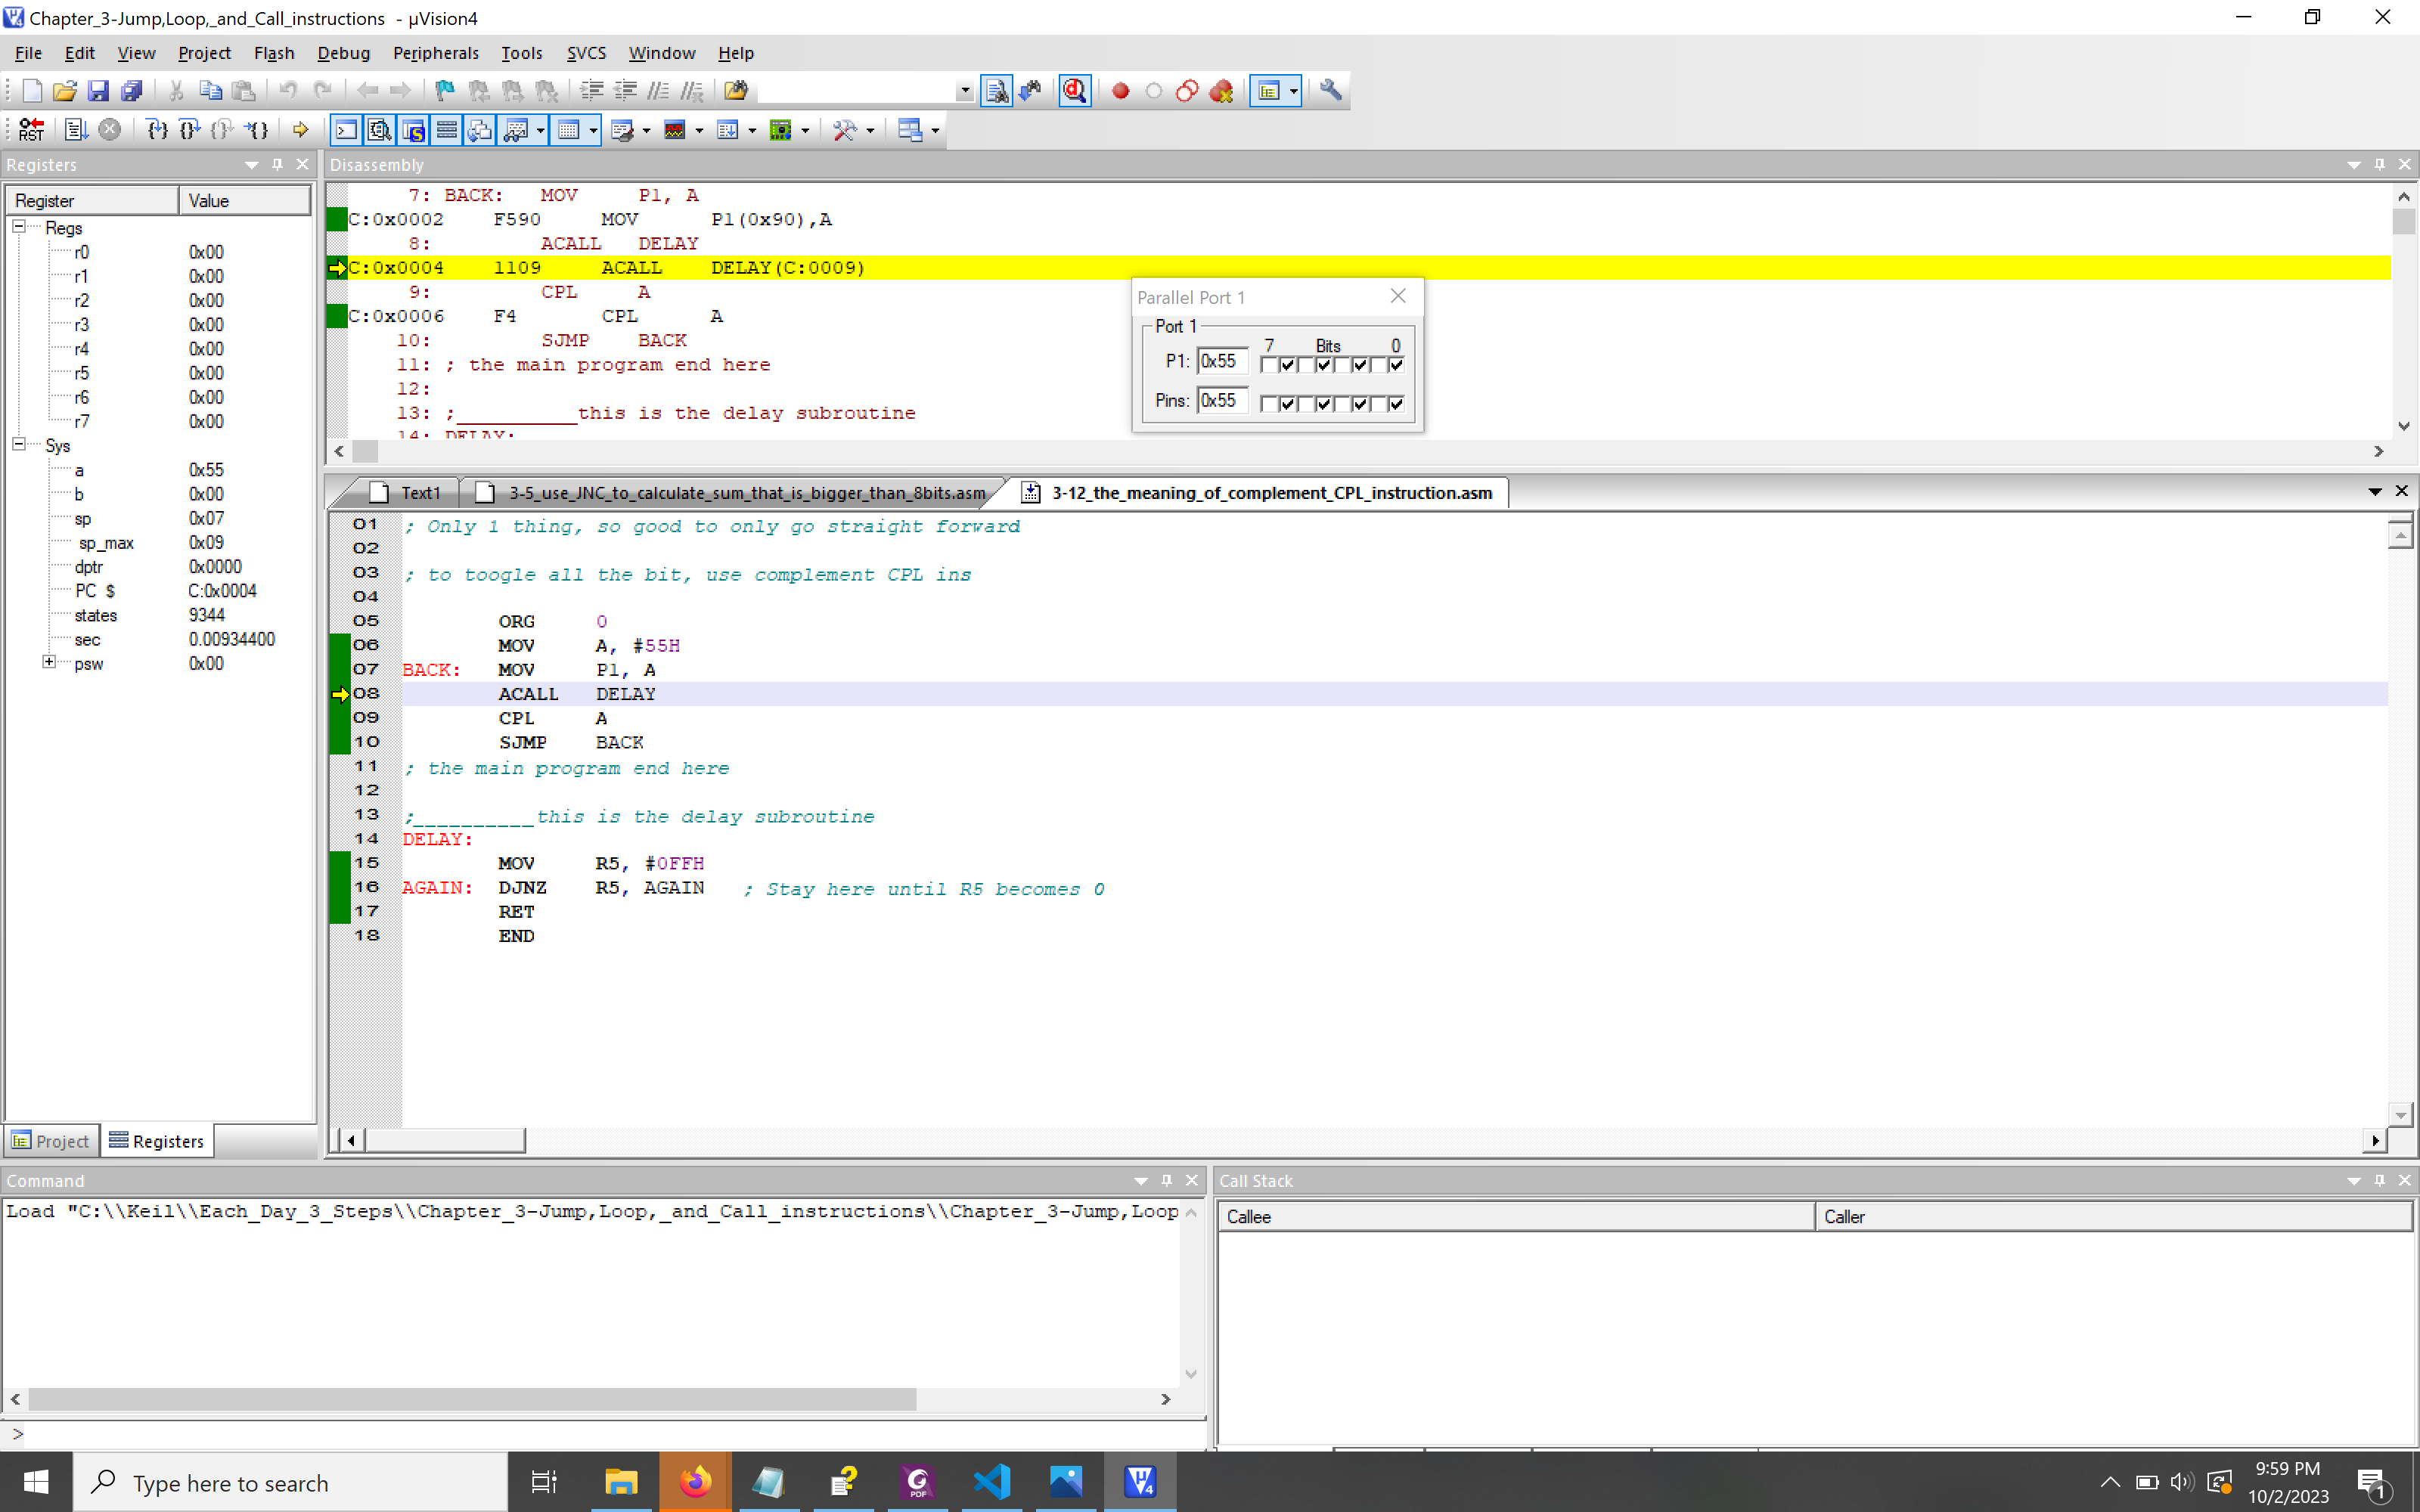 Chapter_3-Jump,Loop,_and_Call_instructions - µVision4
File Edit View Project Flash Debug Peripherals Tools SVCS Window Help
RST
Registers
Register Value
Regs
r0 0x00
r1 0x00
r2 0x00
r3 0x00
r4 0x00
r5 0x00
r6 0x00
r7 0x00
Sys
a 0x55
b 0x00
sp 0x07
sp_max 0x09
dptr 0x0000
PC $ C:0x0004
states 9344
sec 0.00934400
psw 0x00
Project Registers
Disassembly
7: BACK: MOV P1, A
C:0x0002 F590 MOV P1(0x90),A
8: ACALL DELAY
C:0x0004 1109 ACALL DELAY(C:0009)
9: CPL A
C:0x0006 F4 CPL A
10: SJMP BACK
11: ; the main program end here
12:
13: ;__________this is the delay subroutine
14: DELAY:
Parallel Port 1
Port 1
7 Bits 0
P1: 0x55
Pins: 0x55
Text1 3-5_use_JNC_to_calculate_sum_that_is_bigger_than_8bits.asm 3-12_the_meaning_of_complement_CPL_instruction.asm
01 ; Only 1 thing, so good to only go straight forward
02
03 ; to toogle all the bit, use complement CPL ins
04
05 ORG 0
06 MOV A, #55H
07 BACK: MOV P1, A
08 ACALL DELAY
09 CPL A
10 SJMP BACK
11 ; the main program end here
12
13 ;__________this is the delay subroutine
14 DELAY:
15 MOV R5, #0FFH
16 AGAIN: DJNZ R5, AGAIN ; Stay here until R5 becomes 0
17 RET
18 END
Command
Load "C:\\Keil\\Each_Day_3_Steps\\Chapter_3-Jump,Loop,_and_Call_instructions\\Chapter_3-Jump,Loop
>
Call Stack
Callee Caller
Type here to search
PDF
9:59 PM
10/2/2023
1